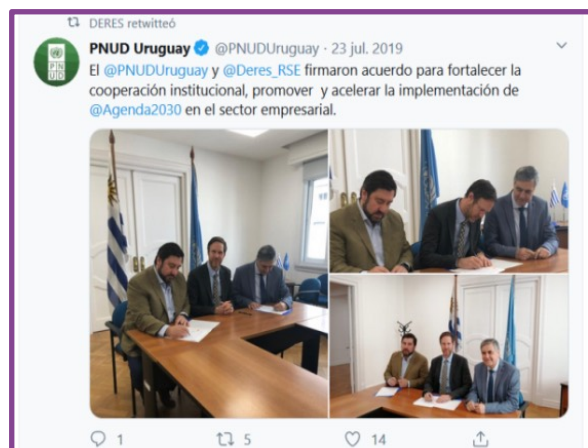 DERES retwitteó
PNUD Uruguay @PNUDUruguay · 23 jul. 2019
El @PNUDUruguay y @Deres_RSE firmaron acuerdo para fortalecer la
cooperación institucional, promover y acelerar la implementación de
@Agenda2030 en el sector empresarial.
1 5 14